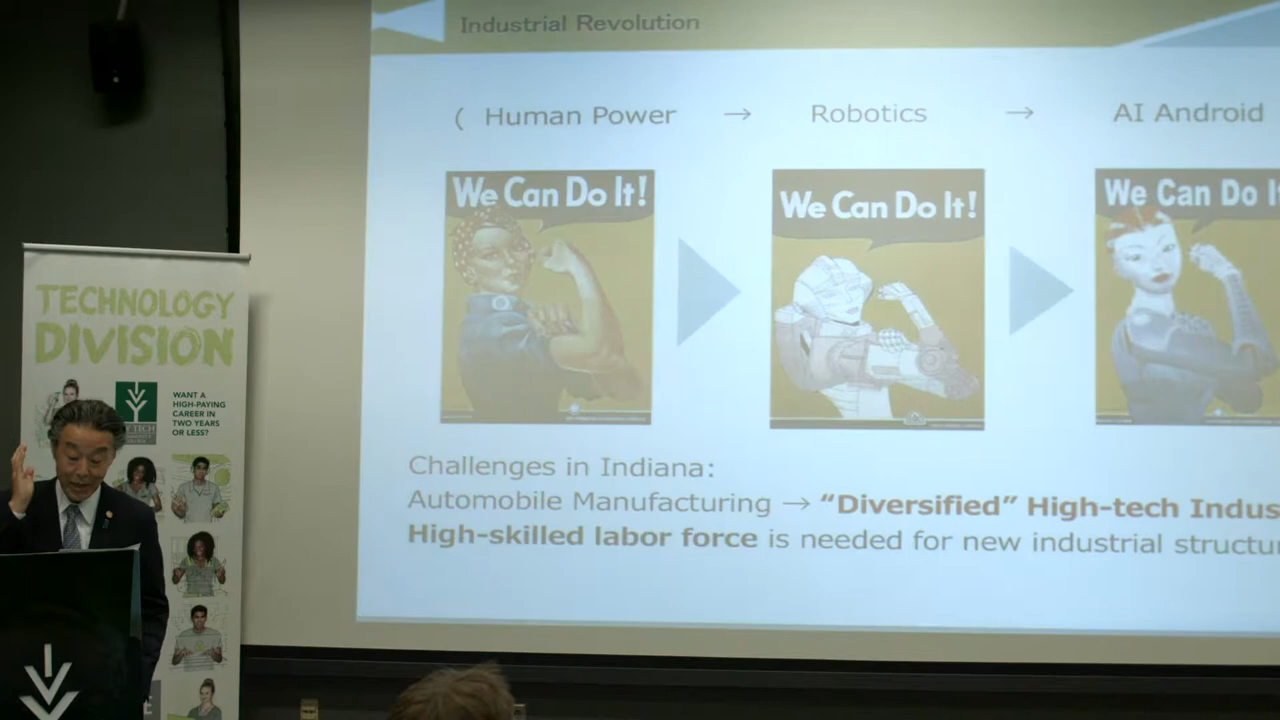 Industrial Revolution
( Human Power → Robotics → AI Android
We Can Do It!
We Can Do It!
We Can Do It
Challenges in Indiana:
Automobile Manufacturing → “Diversified” High-tech Indus
High-skilled labor force is needed for new industrial structu
TECHNOLOGY
DIVISION
WANT A
HIGH-PAYING
CAREER IN
TWO YEARS
OR LESS?